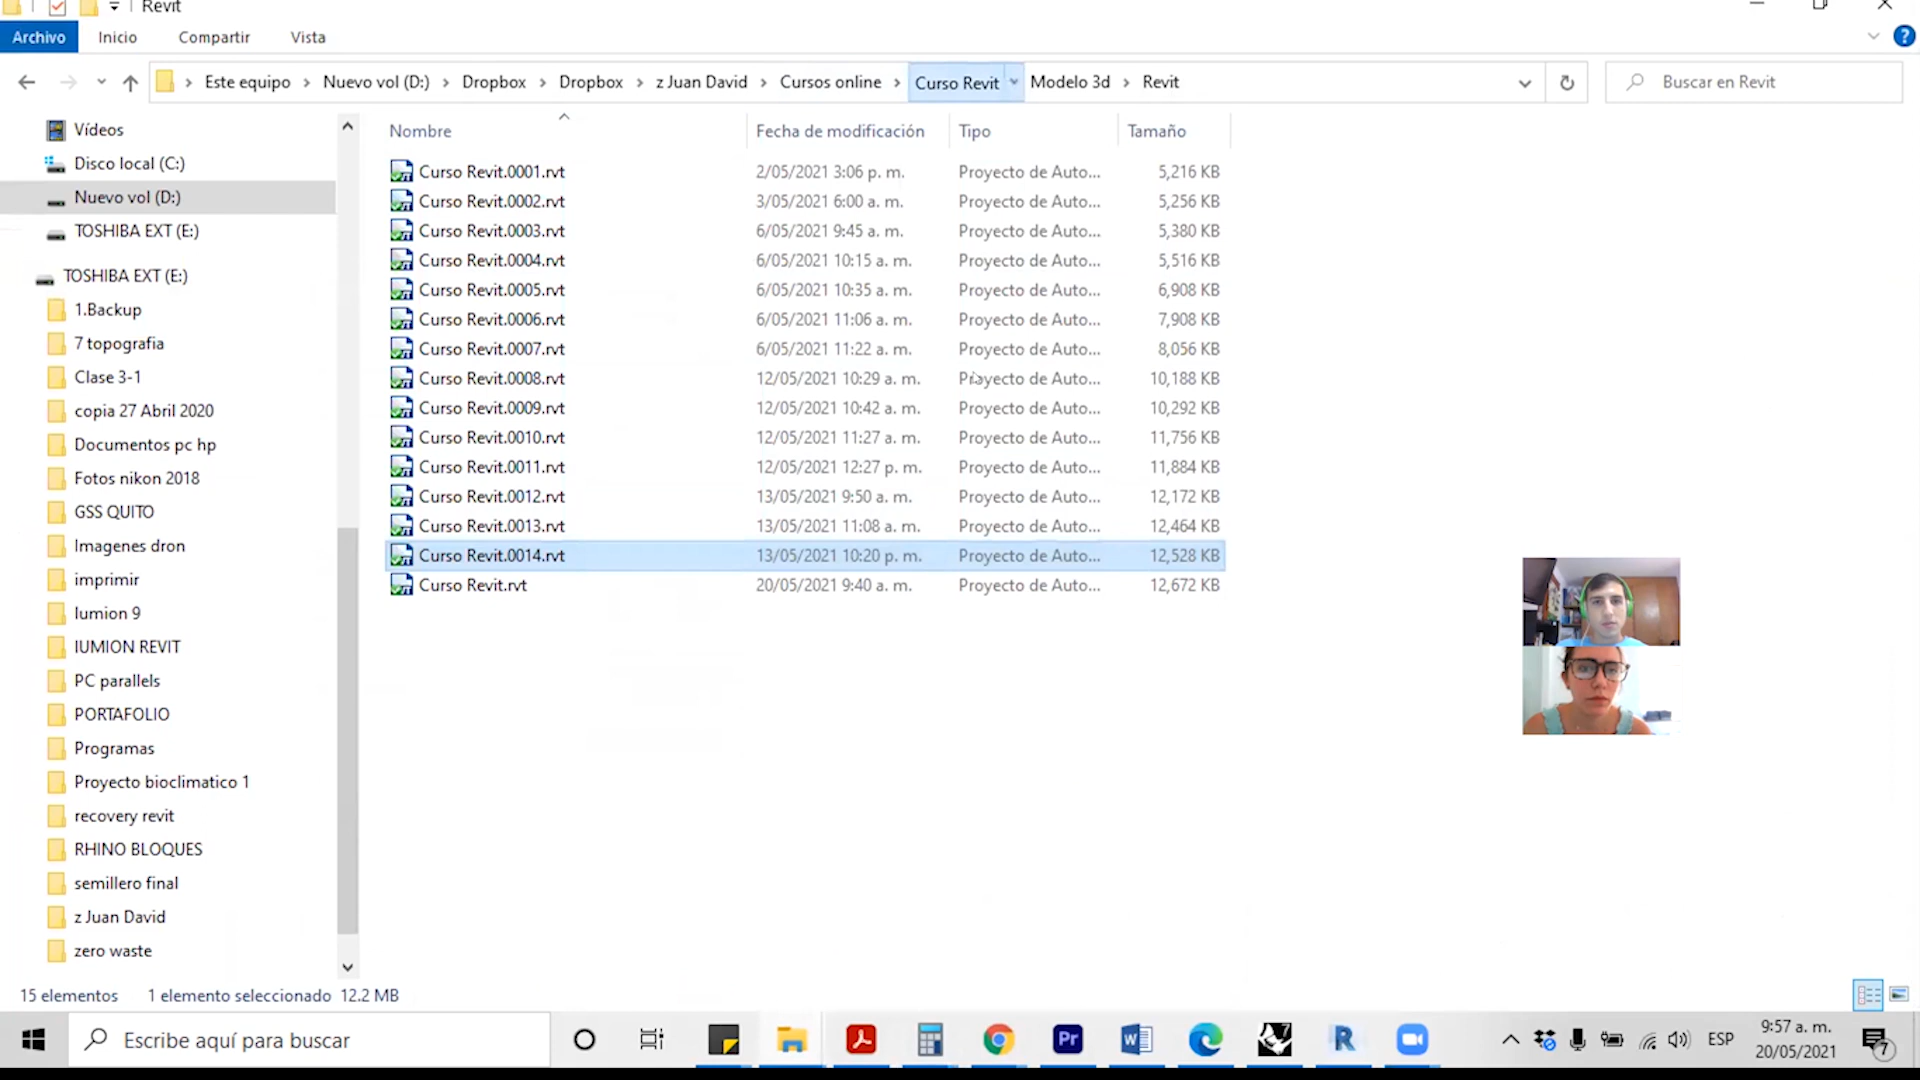 Revit
Archivo Inicio Compartir Vista
Este equipo › Nuevo vol (D:) › Dropbox › Dropbox › z Juan David › Cursos online › Curso Revit Modelo 3d › Revit
Buscar en Revit
Nombre Fecha de modificación Tipo Tamaño
Curso Revit.0001.rvt 2/05/2021 3:06 p. m. Proyecto de Auto... 5,216 KB
Curso Revit.0002.rvt 3/05/2021 6:00 a. m. Proyecto de Auto... 5,256 KB
Curso Revit.0003.rvt 6/05/2021 9:45 a. m. Proyecto de Auto... 5,380 KB
Curso Revit.0004.rvt 6/05/2021 10:15 a. m. Proyecto de Auto... 5,516 KB
Curso Revit.0005.rvt 6/05/2021 10:35 a. m. Proyecto de Auto... 6,908 KB
Curso Revit.0006.rvt 6/05/2021 11:06 a. m. Proyecto de Auto... 7,908 KB
Curso Revit.0007.rvt 6/05/2021 11:22 a. m. Proyecto de Auto... 8,056 KB
Curso Revit.0008.rvt 12/05/2021 10:29 a. m. Proyecto de Auto... 10,188 KB
Curso Revit.0009.rvt 12/05/2021 10:42 a. m. Proyecto de Auto... 10,292 KB
Curso Revit.0010.rvt 12/05/2021 11:27 a. m. Proyecto de Auto... 11,756 KB
Curso Revit.0011.rvt 12/05/2021 12:27 p. m. Proyecto de Auto... 11,884 KB
Curso Revit.0012.rvt 13/05/2021 9:50 a. m. Proyecto de Auto... 12,172 KB
Curso Revit.0013.rvt 13/05/2021 11:08 a. m. Proyecto de Auto... 12,464 KB
Curso Revit.0014.rvt 13/05/2021 10:20 p. m. Proyecto de Auto... 12,528 KB
Curso Revit.rvt 20/05/2021 9:40 a. m. Proyecto de Auto... 12,672 KB
Vídeos
Disco local (C:)
Nuevo vol (D:)
TOSHIBA EXT (E:)
TOSHIBA EXT (E:)
1.Backup
7 topografia
Clase 3-1
copia 27 Abril 2020
Documentos pc hp
Fotos nikon 2018
GSS QUITO
Imagenes dron
imprimir
lumion 9
lUMION REVIT
PC parallels
PORTAFOLIO
Programas
Proyecto bioclimatico 1
recovery revit
RHINO BLOQUES
semillero final
z Juan David
zero waste
15 elementos 1 elemento seleccionado 12.2 MB
Escribe aquí para buscar
Pr
ESP
9:57 a. m.
20/05/2021
7